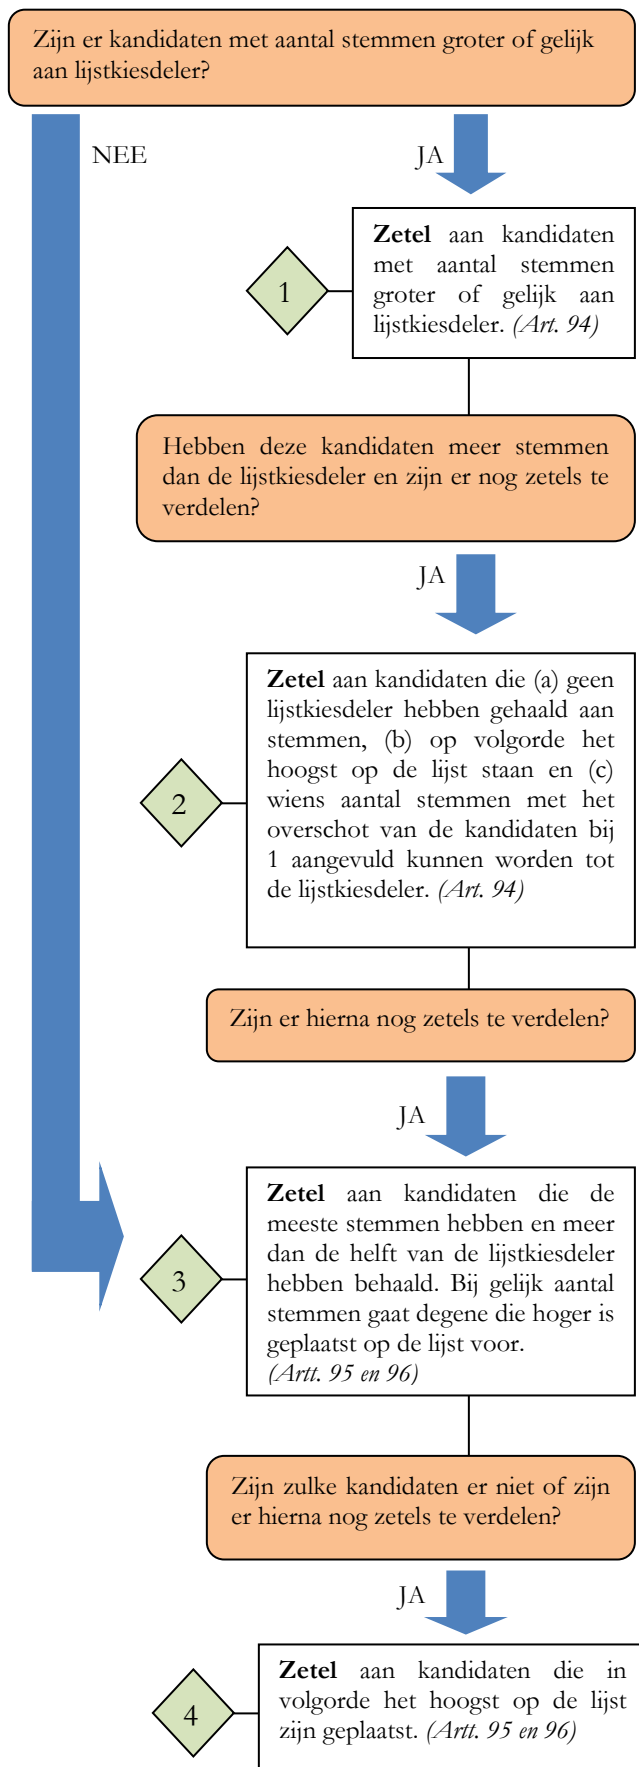 Zijn er kandidaten met aantal stemmen groter of gelijk
aan lijstkiesdeler?
NEE
JA
1
Zetel aan kandidaten
met aantal stemmen
groter of gelijk aan
lijstkiesdeler. (Art. 94)
Hebben deze kandidaten meer stemmen
dan de lijstkiesdeler en zijn er nog zetels te
verdelen?
JA
2
Zetel aan kandidaten die (a) geen
lijstkiesdeler hebben gehaald aan
stemmen, (b) op volgorde het
hoogst op de lijst staan en (c)
wiens aantal stemmen met het
overschot van de kandidaten bij
1 aangevuld kunnen worden tot
de lijstkiesdeler. (Art. 94)
Zijn er hierna nog zetels te verdelen?
JA
3
Zetel aan kandidaten die de
meeste stemmen hebben en meer
dan de helft van de lijstkiesdeler
hebben behaald. Bij gelijk aantal
stemmen gaat degene die hoger is
geplaatst op de lijst voor.
(Artt. 95 en 96)
Zijn zulke kandidaten er niet of zijn
er hierna nog zetels te verdelen?
JA
4
Zetel aan kandidaten die in
volgorde het hoogst op de lijst
zijn geplaatst. (Artt. 95 en 96)